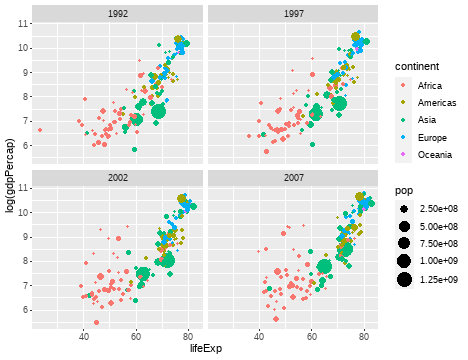 1992
1997
11
10
9
8
7
6
2002
2007
11
10
9
8
7
6
40
60
80
40
60
80
lifeExp
log(gdpPercap)
continent
Africa
Americas
Asia
Europe
Oceania
pop
2.50e+08
5.00e+08
7.50e+08
1.00e+09
1.25e+09